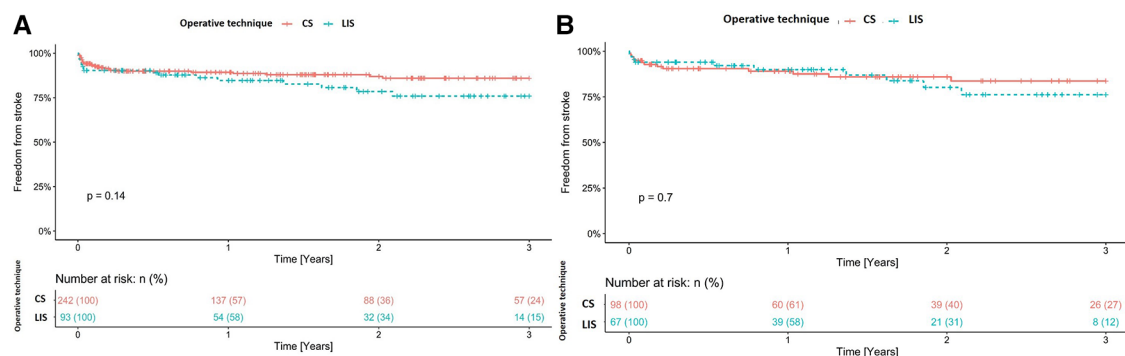 A
Operative technique CS LIS
100%
75%
50%
25%
0%
Freedom from stroke
p = 0.14
0 1 2 3
Time [Years]
Number at risk: n (%)
Operative technique
CS 242 (100) 137 (57) 88 (36) 57 (24)
LIS 93 (100) 54 (58) 32 (34) 14 (15)
0 1 2 3
Time [Years]
B
Operative technique CS LIS
100%
75%
50%
25%
0%
Freedom from stroke
p = 0.7
0 1 2 3
Time [Years]
Number at risk: n (%)
Operative technique
CS 98 (100) 60 (61) 39 (40) 26 (27)
LIS 67 (100) 39 (58) 21 (31) 8 (12)
0 1 2 3
Time [Years]